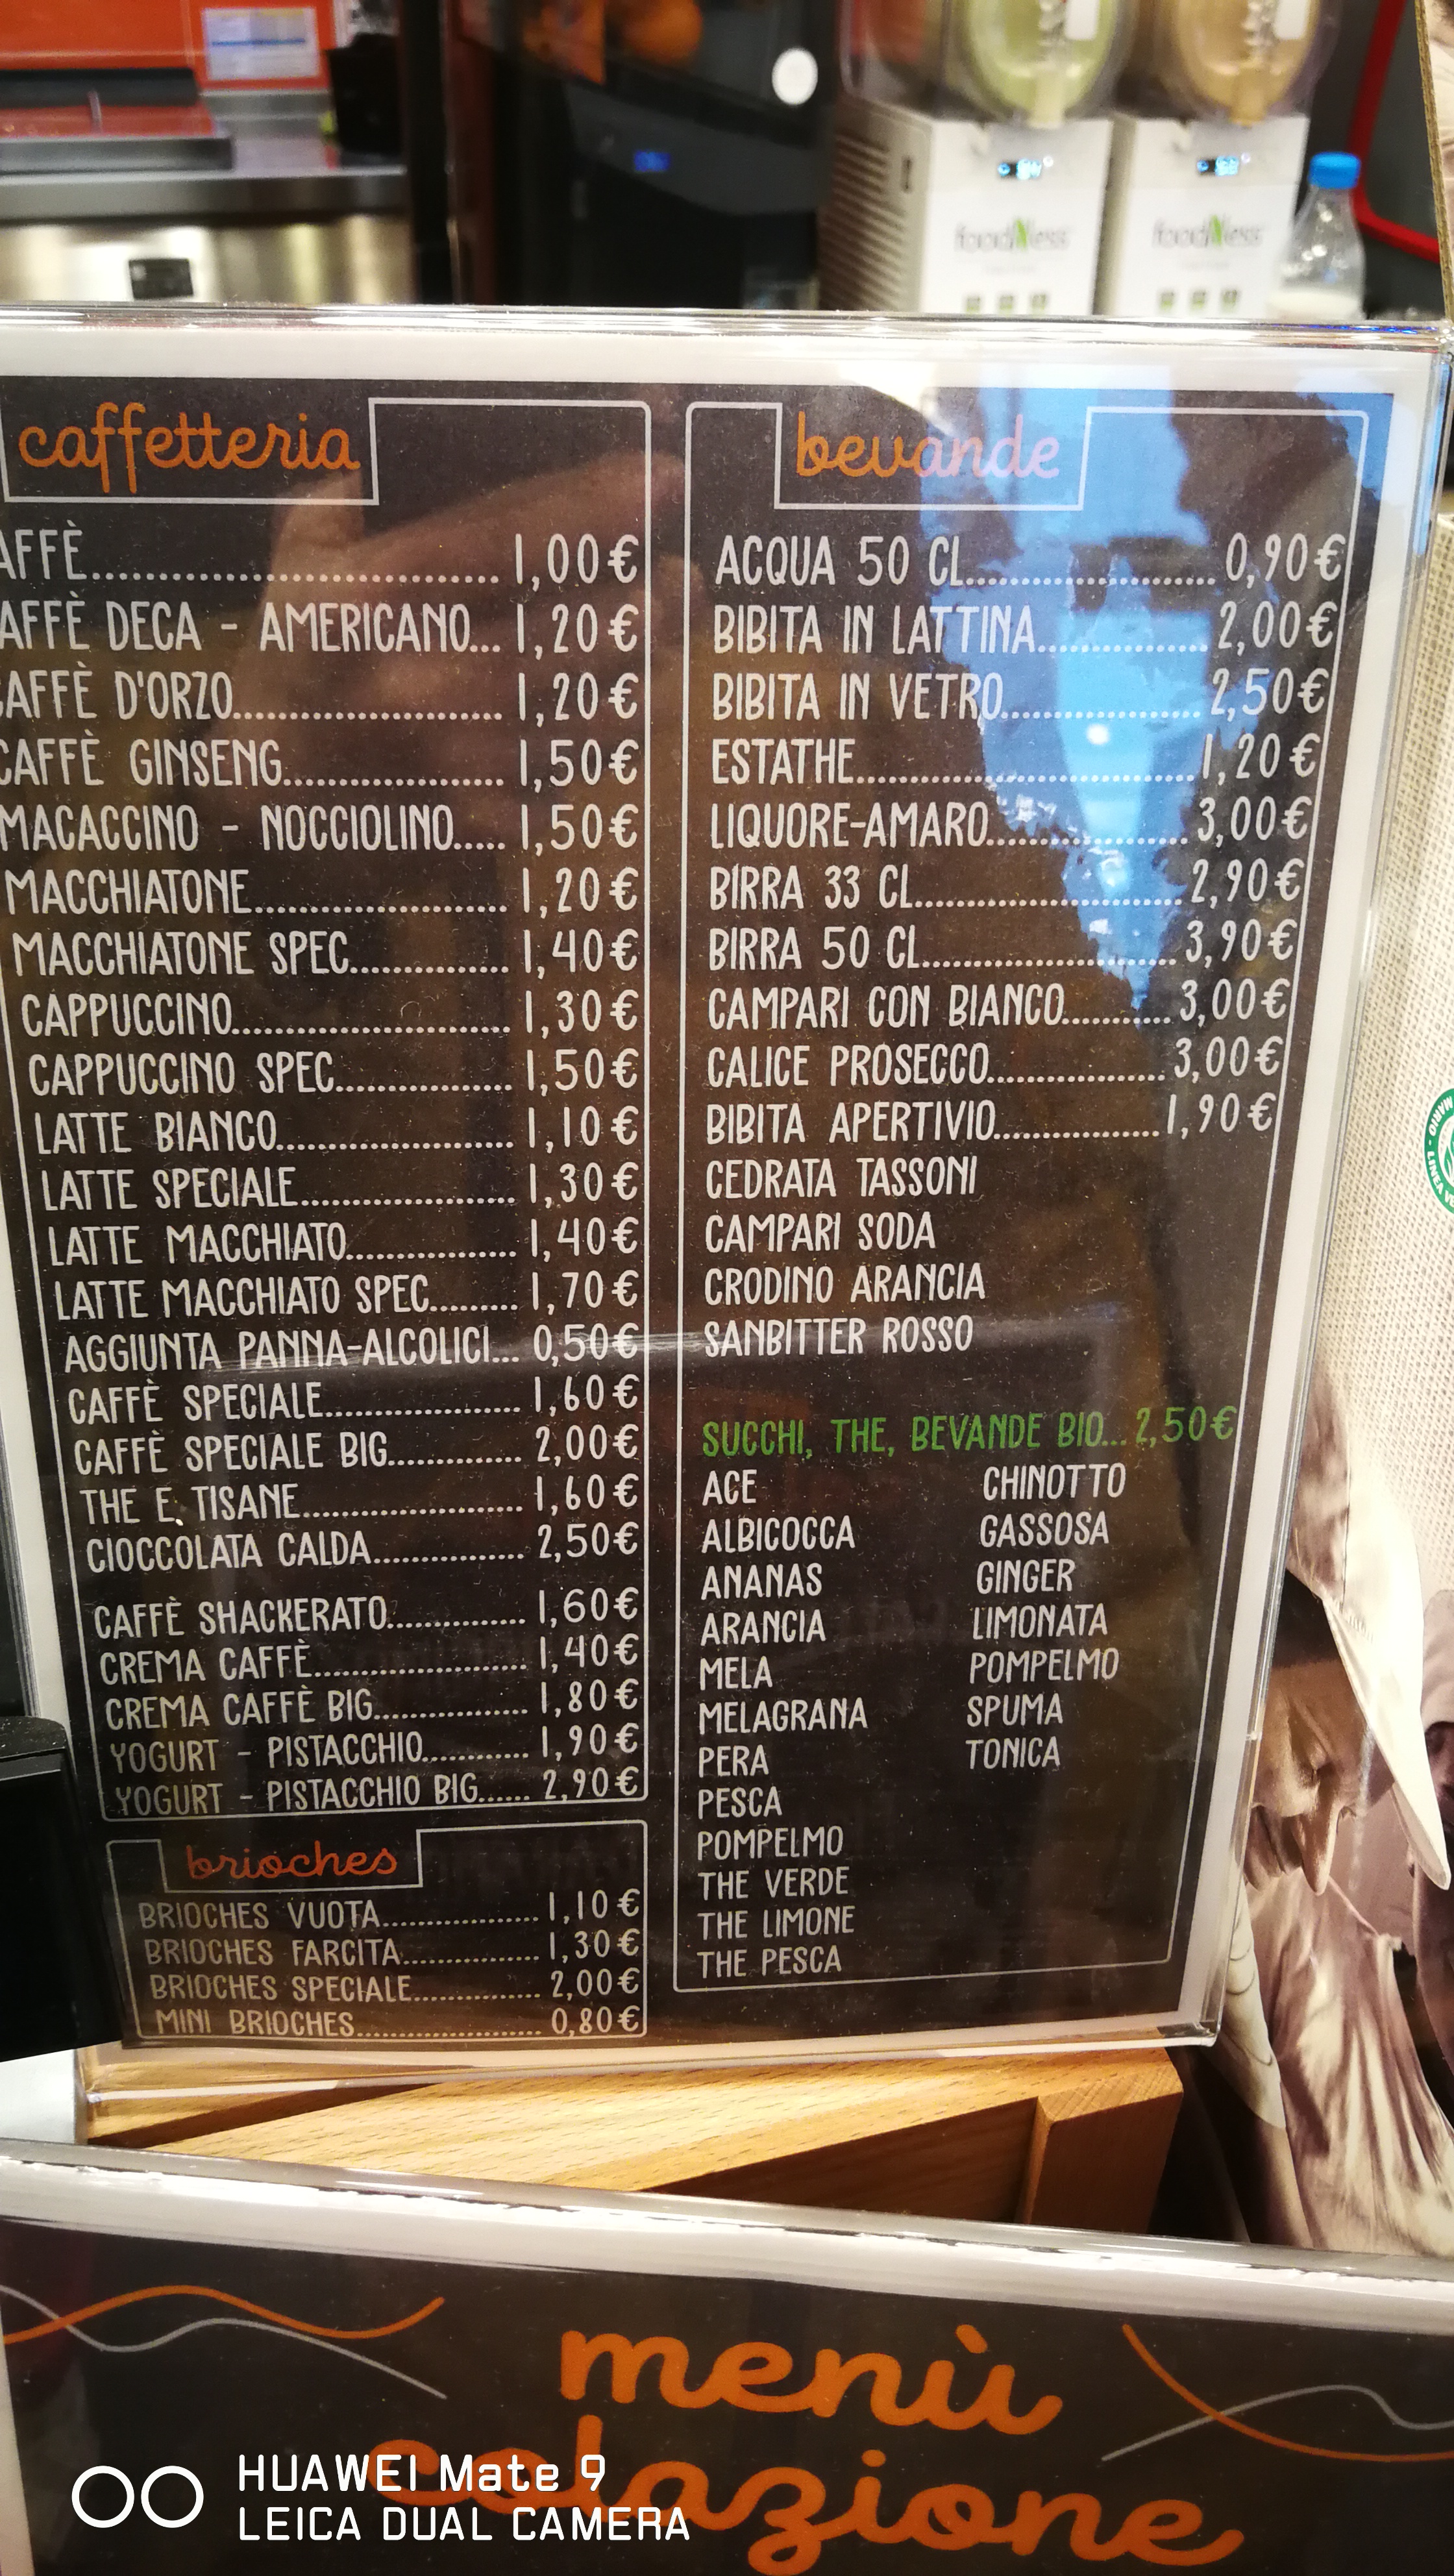 foodNess
foodNess
caffetteria
AFFÈ 1,00€
AFFÈ DECA - AMERICANO... 1,20€
CAFFÈ D'ORZO 1,20€
CAFFÈ GINSENG 1,50€
MACACCINO - NOCCIOLINO..... 1,50€
MACCHIATONE 1,20€
MACCHIATONE SPEC. 1,40€
CAPPUCCINO 1,30€
CAPPUCCINO SPEC. 1,50€
LATTE BIANCO 1,10€
LATTE SPECIALE 1,30€
LATTE MACCHIATO 1,40€
LATTE MACCHIATO SPEC. 1,70€
AGGIUNTA PANNA-ALCOLICI... 0,50€
CAFFÈ SPECIALE 1,60€
CAFFÈ SPECIALE BIG 2,00€
THE E TISANE 1,60€
CIOCCOLATA CALDA 2,50€
CAFFÈ SHACKERATO 1,60€
CREMA CAFFÈ 1,40€
CREMA CAFFÈ BIG 1,80€
YOGURT - PISTACCHIO 1,90€
YOGURT - PISTACCHIO BIG...... 2,90€
brioches
BRIOCHES VUOTA 1,10€
BRIOCHES FARCITA 1,30€
BRIOCHES SPECIALE 2,00€
MINI BRIOCHES 0,80€
bevande
ACQUA 50 CL 0,90€
BIBITA IN LATTINA 2,00€
BIBITA IN VETRO 2,50€
ESTATHE 1,20€
LIQUORE-AMARO 3,00€
BIRRA 33 CL 2,90€
BIRRA 50 CL 3,90€
CAMPARI CON BIANCO 3,00€
CALICE PROSECCO 3,00€
BIBITA APERTIVIO 1,90€
CEDRATA TASSONI
CAMPARI SODA
CRODINO ARANCIA
SANBITTER ROSSO
SUCCHI, THE, BEVANDE BIO... 2,50€
ACE
ALBICOCCA
ANANAS
ARANCIA
MELA
MELAGRANA
PERA
PESCA
POMPELMO
THE VERDE
THE LIMONE
THE PESCA
CHINOTTO
GASSOSA
GINGER
LIMONATA
POMPELMO
SPUMA
TONICA
menù
colazione
HUAWEI Mate 9
LEICA DUAL CAMERA